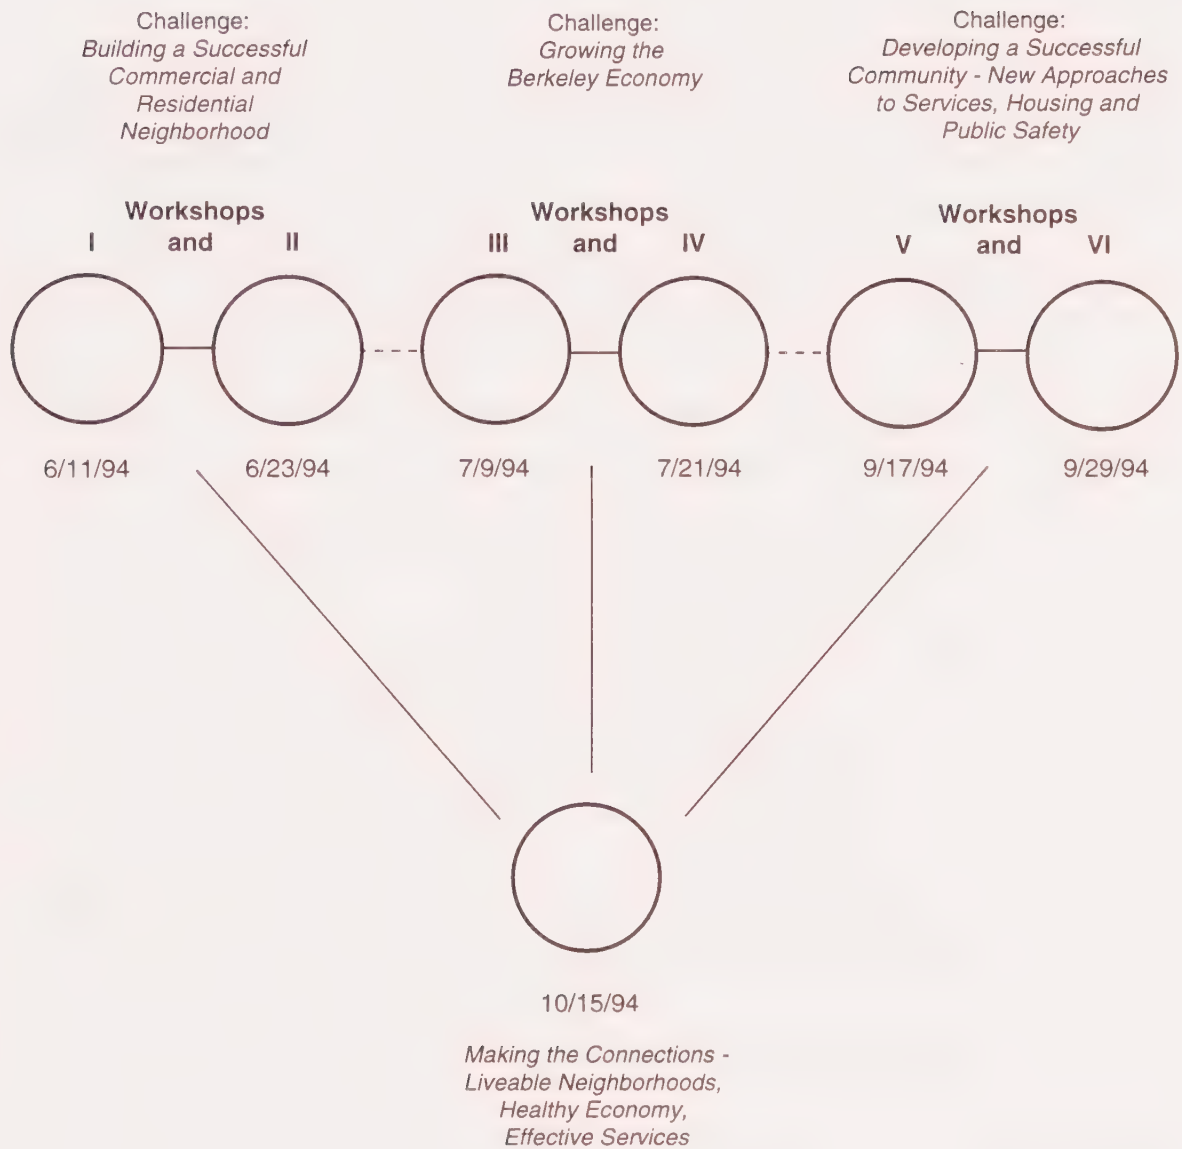 Challenge:
Building a Successful
Commercial and
Residential
Neighborhood
Challenge:
Growing the
Berkeley Economy
Challenge:
Developing a Successful
Community - New Approaches
to Services, Housing and
Public Safety
Workshops
I and II
Workshops
III and IV
Workshops
V and VI
6/11/94
6/23/94
7/9/94
7/21/94
9/17/94
9/29/94
10/15/94
Making the Connections -
Liveable Neighborhoods,
Healthy Economy,
Effective Services